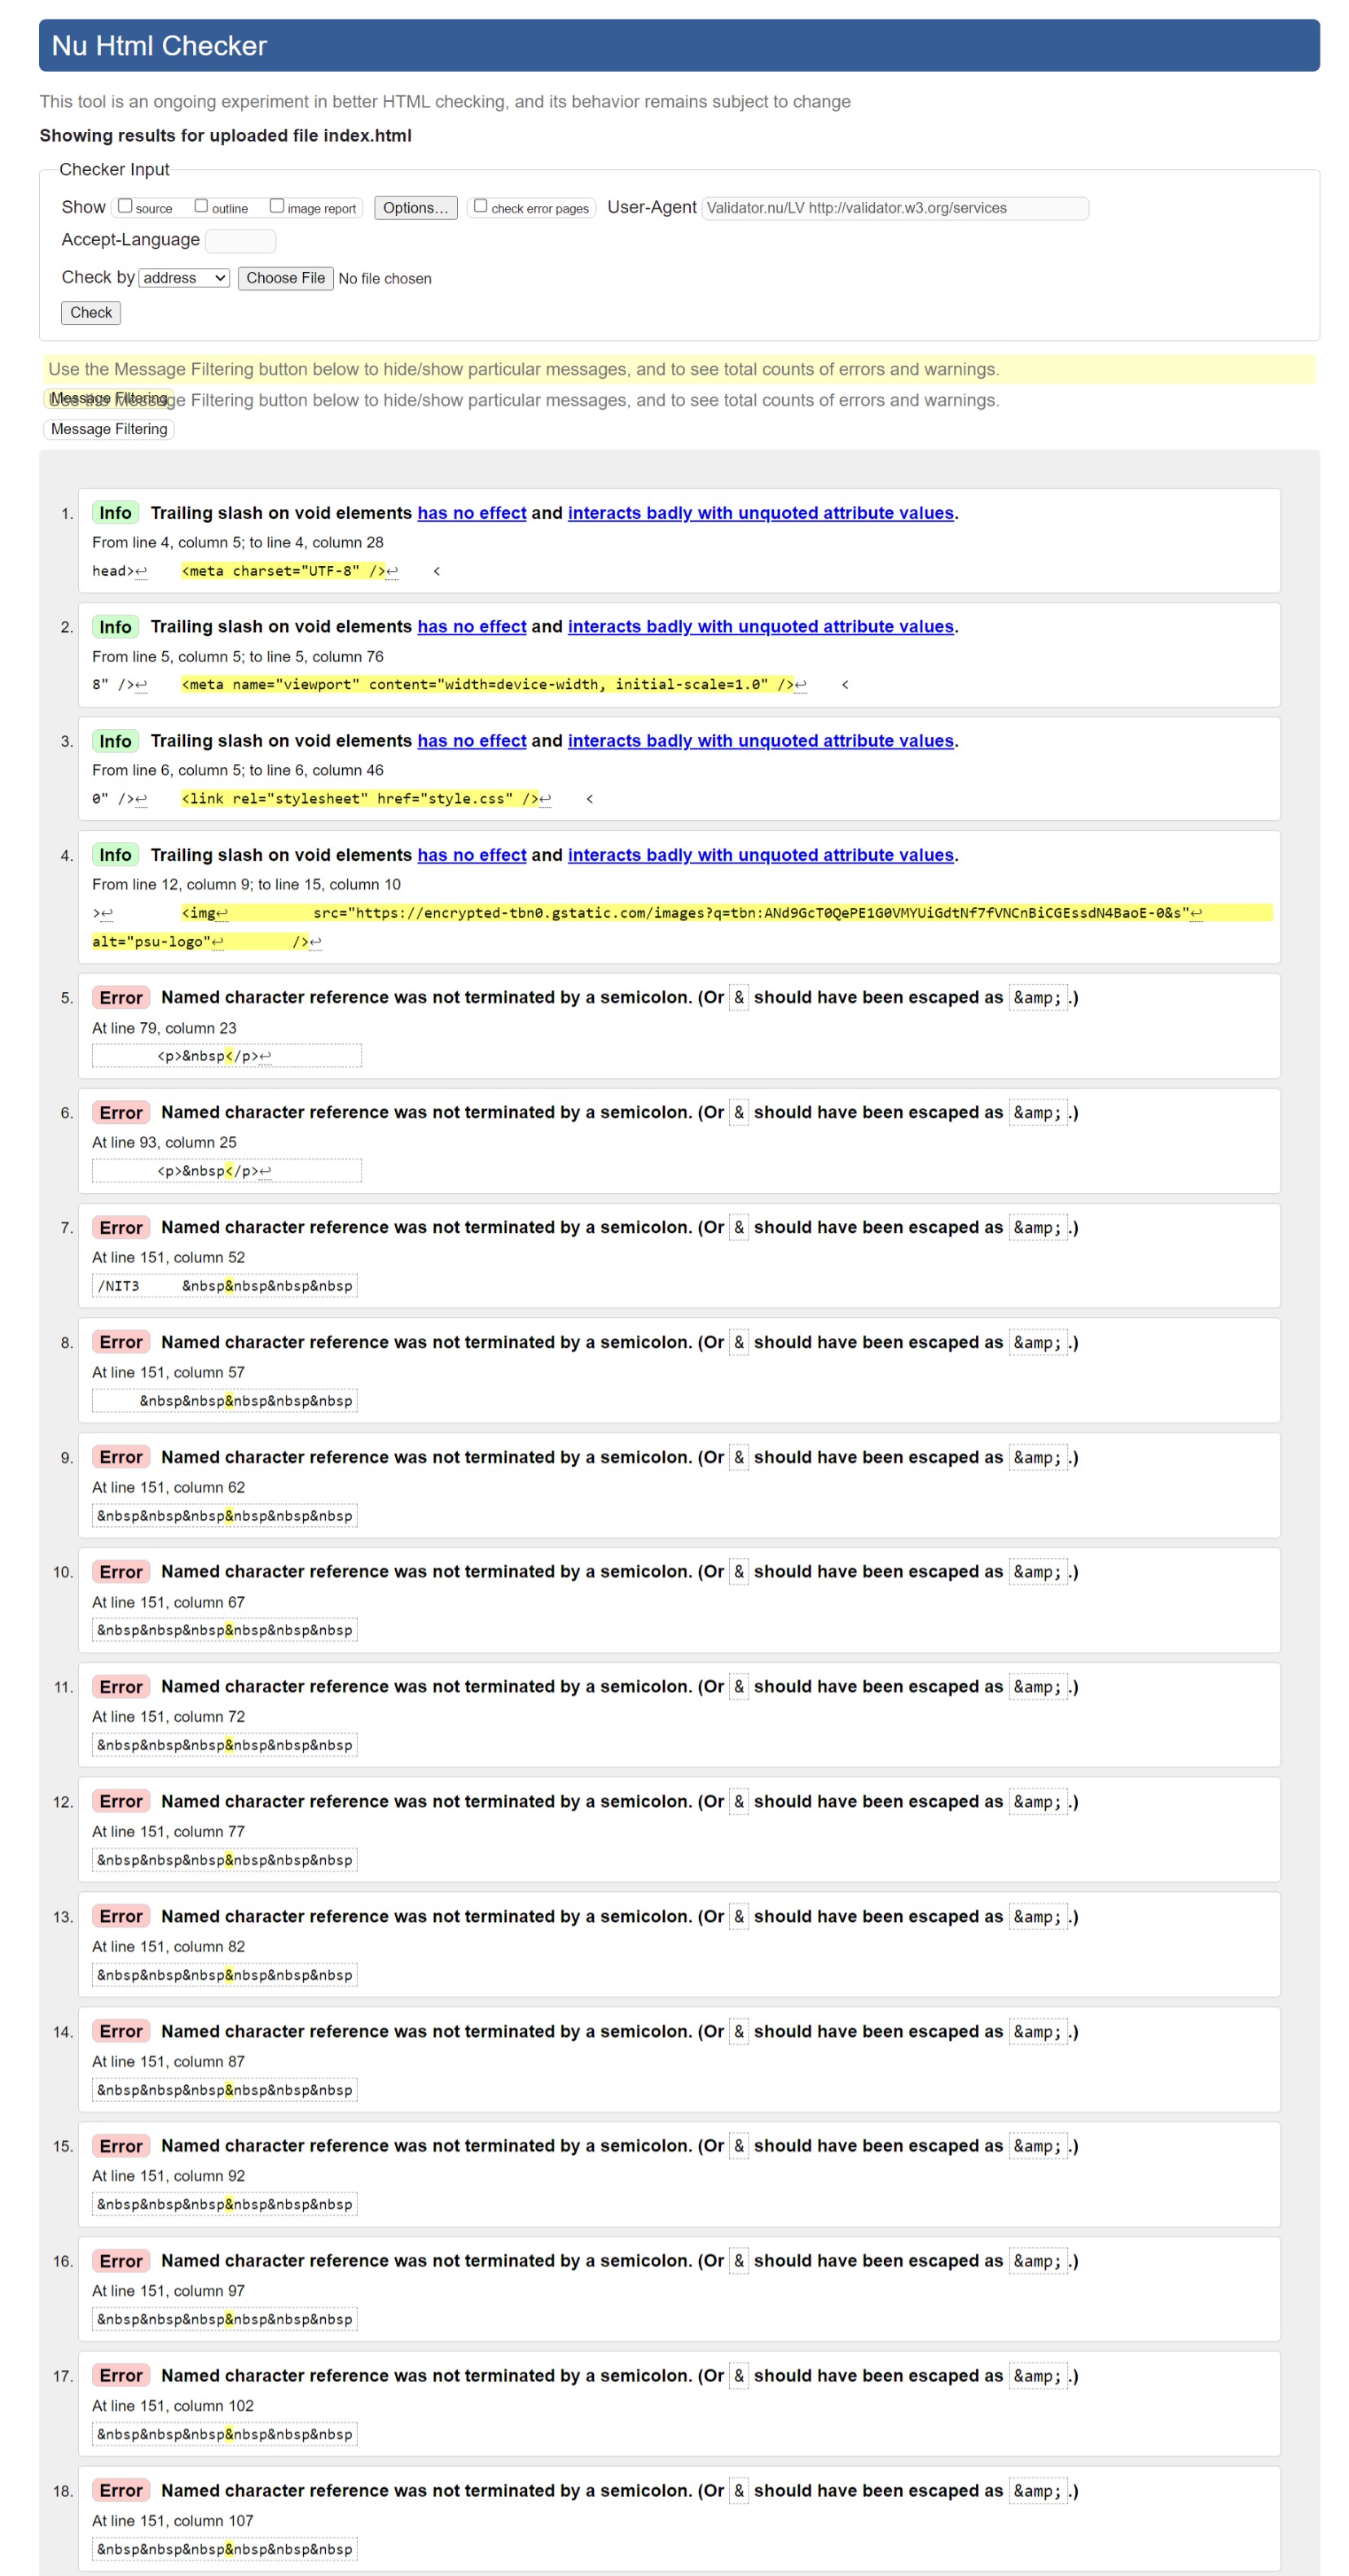 Nu Html Checker
This tool is an ongoing experiment in better HTML checking, and its behavior remains subject to change
Showing results for uploaded file index.html
Checker Input
Show source outline image report Options... check error pages User-Agent Validator.nu/LV http://validator.w3.org/services
Accept-Language
Check by address Choose File No file chosen
Check
Use the Message Filtering button below to hide/show particular messages, and to see total counts of errors and warnings.
Message Filtering
Use the Message Filtering button below to hide/show particular messages, and to see total counts of errors and warnings.
Message Filtering
1. Info Trailing slash on void elements has no effect and interacts badly with unquoted attribute values.
From line 4, column 5; to line 4, column 28
head>↩ <meta charset="UTF-8" />↩ <
2. Info Trailing slash on void elements has no effect and interacts badly with unquoted attribute values.
From line 5, column 5; to line 5, column 76
8" />↩ <meta name="viewport" content="width=device-width, initial-scale=1.0" />↩ <
3. Info Trailing slash on void elements has no effect and interacts badly with unquoted attribute values.
From line 6, column 5; to line 6, column 46
0" />↩ <link rel="stylesheet" href="style.css" />↩ <
4. Info Trailing slash on void elements has no effect and interacts badly with unquoted attribute values.
From line 12, column 9; to line 15, column 10
>↩ <img↩ src="https://encrypted-tbn0.gstatic.com/images?q=tbn:ANd9GcT0QePE1G0VMYUiGdtNf7fVNCnBiCGEssdN4BaoE-0&s"↩
alt="psu-logo"↩ />↩
5. Error Named character reference was not terminated by a semicolon. (Or & should have been escaped as &amp;.)
At line 79, column 23
<p>&nbsp</p>↩
6. Error Named character reference was not terminated by a semicolon. (Or & should have been escaped as &amp;.)
At line 93, column 25
<p>&nbsp</p>↩
7. Error Named character reference was not terminated by a semicolon. (Or & should have been escaped as &amp;.)
At line 151, column 52
/NIT3 &nbsp&nbsp&nbsp&nbsp
8. Error Named character reference was not terminated by a semicolon. (Or & should have been escaped as &amp;.)
At line 151, column 57
&nbsp&nbsp&nbsp&nbsp&nbsp
9. Error Named character reference was not terminated by a semicolon. (Or & should have been escaped as &amp;.)
At line 151, column 62
&nbsp&nbsp&nbsp&nbsp&nbsp&nbsp
10. Error Named character reference was not terminated by a semicolon. (Or & should have been escaped as &amp;.)
At line 151, column 67
&nbsp&nbsp&nbsp&nbsp&nbsp&nbsp
11. Error Named character reference was not terminated by a semicolon. (Or & should have been escaped as &amp;.)
At line 151, column 72
&nbsp&nbsp&nbsp&nbsp&nbsp&nbsp
12. Error Named character reference was not terminated by a semicolon. (Or & should have been escaped as &amp;.)
At line 151, column 77
&nbsp&nbsp&nbsp&nbsp&nbsp&nbsp
13. Error Named character reference was not terminated by a semicolon. (Or & should have been escaped as &amp;.)
At line 151, column 82
&nbsp&nbsp&nbsp&nbsp&nbsp&nbsp
14. Error Named character reference was not terminated by a semicolon. (Or & should have been escaped as &amp;.)
At line 151, column 87
&nbsp&nbsp&nbsp&nbsp&nbsp&nbsp
15. Error Named character reference was not terminated by a semicolon. (Or & should have been escaped as &amp;.)
At line 151, column 92
&nbsp&nbsp&nbsp&nbsp&nbsp&nbsp
16. Error Named character reference was not terminated by a semicolon. (Or & should have been escaped as &amp;.)
At line 151, column 97
&nbsp&nbsp&nbsp&nbsp&nbsp&nbsp
17. Error Named character reference was not terminated by a semicolon. (Or & should have been escaped as &amp;.)
At line 151, column 102
&nbsp&nbsp&nbsp&nbsp&nbsp&nbsp
18. Error Named character reference was not terminated by a semicolon. (Or & should have been escaped as &amp;.)
At line 151, column 107
&nbsp&nbsp&nbsp&nbsp&nbsp&nbsp